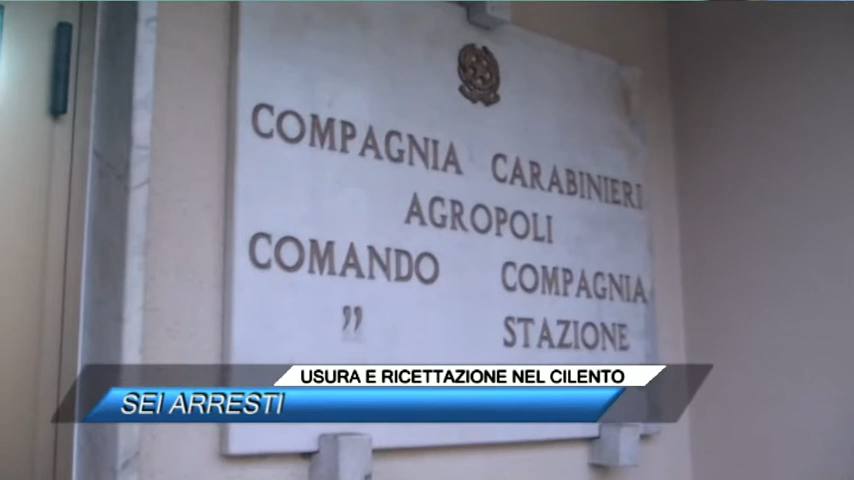 COMPAGNIA CARABINIERI
AGROPOLI
COMANDO COMPAGNIA
" STAZIONE
USURA E RICETTAZIONE NEL CILENTO
SEI ARRESTI